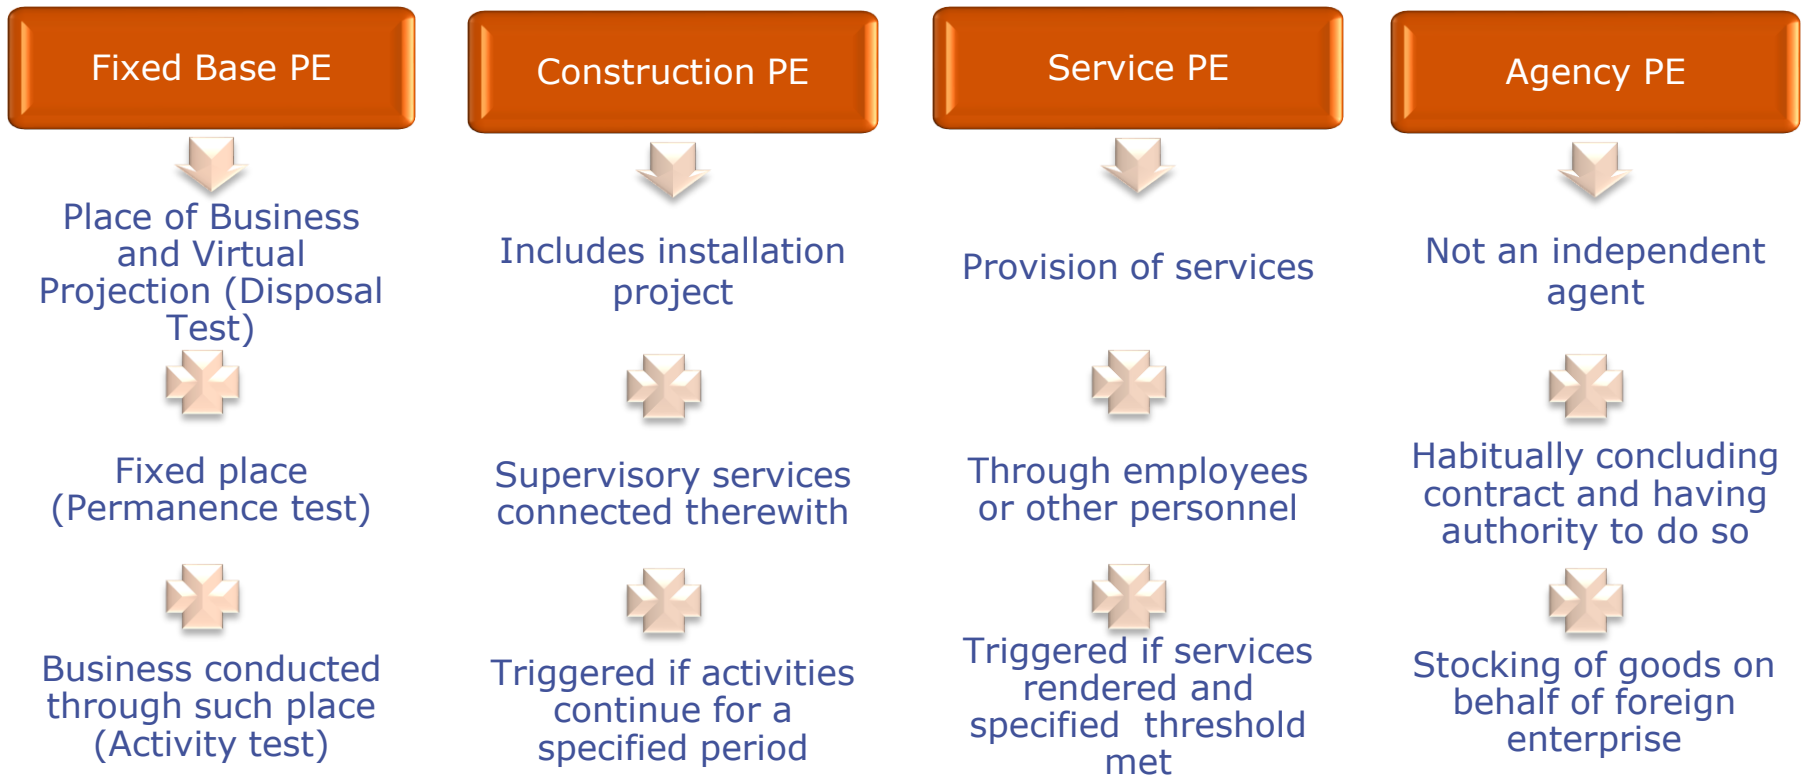 Fixed Base PE
Place of Business
and Virtual
Projection (Disposal
Test)
Fixed place
(Permanence test)
Business conducted
through such place
(Activity test)
Construction PE
Includes installation
project
Supervisory services
connected therewith
Triggered if activities
continue for a
specified period
Service PE
Provision of services
Through employees
or other personnel
Triggered if services
rendered and
specified  threshold
met
Agency PE
Not an independent
agent
Habitually concluding
contract and having
authority to do so
Stocking of goods on
behalf of foreign
enterprise